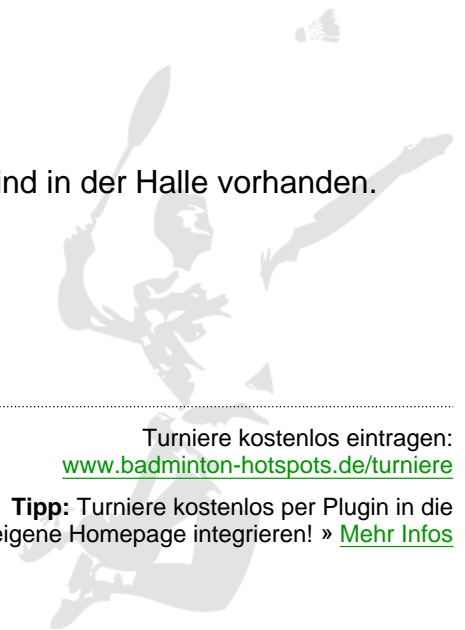 ind in der Halle vorhanden.
Turniere kostenlos eintragen:
www.badminton-hotspots.de/turniere
Tipp: Turniere kostenlos per Plugin in die
eigene Homepage integrieren! » Mehr Infos